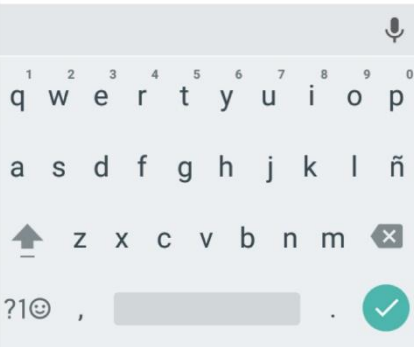 1 2 3 4 5 6 7 8 9 0
q w e r t y u i o p
a s d f g h j k l ñ
z x c v b n m
?1☺ , .